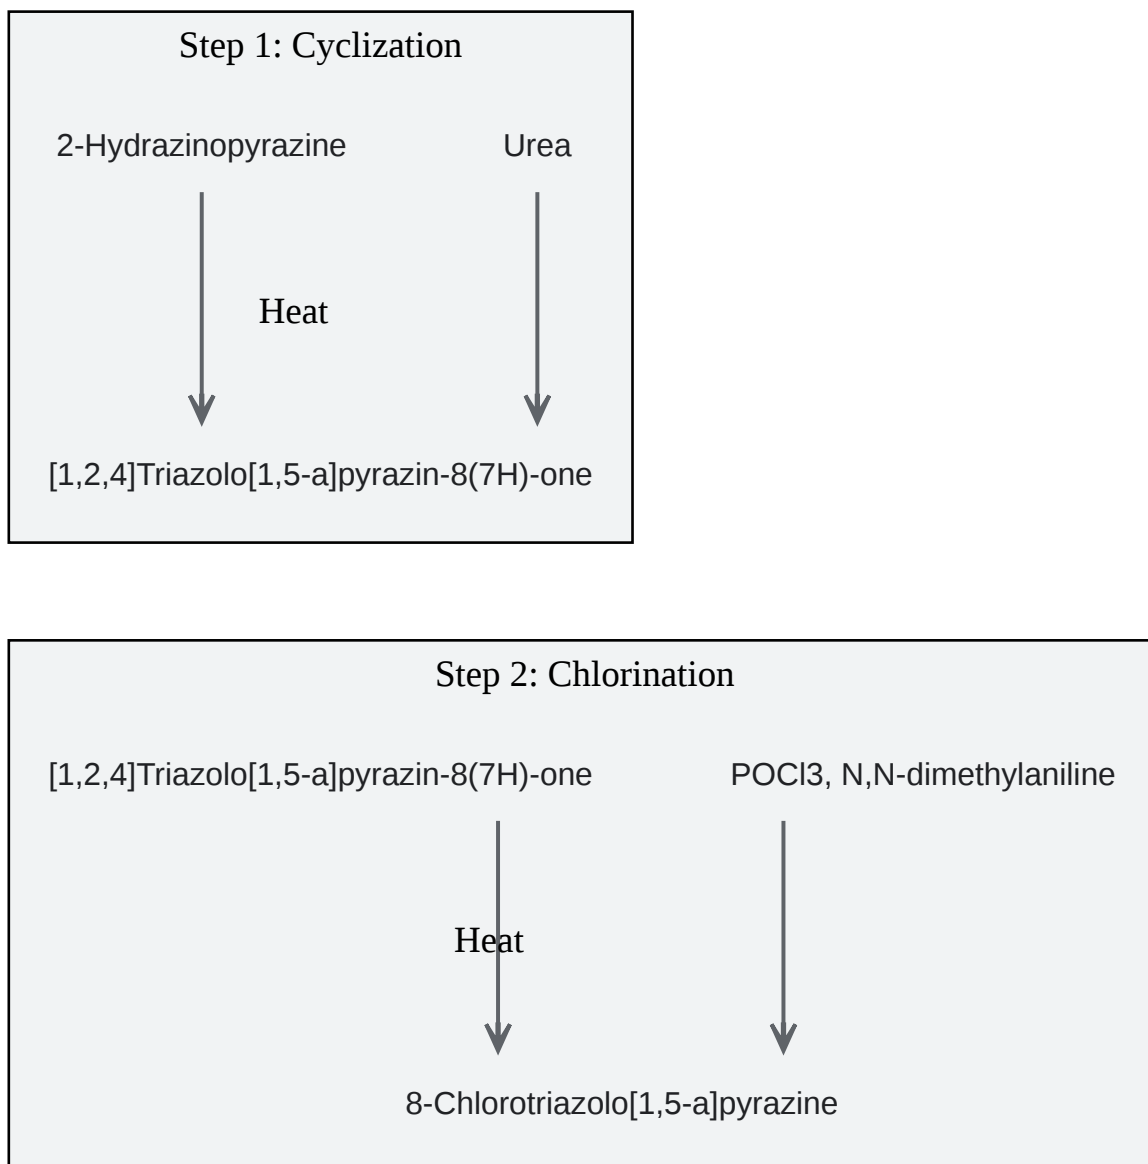 Step 1: Cyclization
2-Hydrazinopyrazine Urea
Heat
[1,2,4]Triazolo[1,5-a]pyrazin-8(7H)-one
Step 2: Chlorination
[1,2,4]Triazolo[1,5-a]pyrazin-8(7H)-one POCl3, N,N-dimethylaniline
Heat
8-Chlorotriazolo[1,5-a]pyrazine